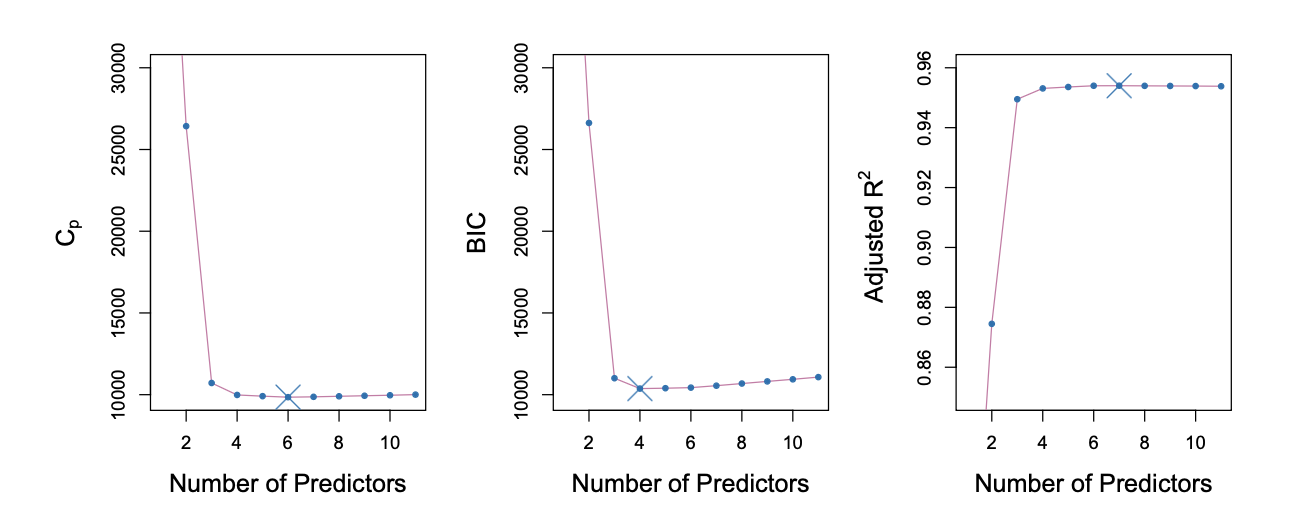 C_p
30000
25000
20000
15000
10000
2 4 6 8 10
Number of Predictors
BIC
30000
25000
20000
15000
10000
2 4 6 8 10
Number of Predictors
Adjusted R²
0.96
0.94
0.92
0.90
0.88
0.86
2 4 6 8 10
Number of Predictors